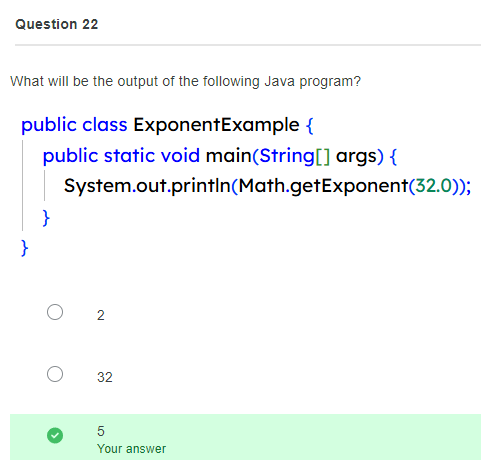 Question 22
What will be the output of the following Java program?
public class ExponentExample {
public static void main(String[] args) {
System.out.println(Math.getExponent(32.0));
}
}
2
32
5
Your answer